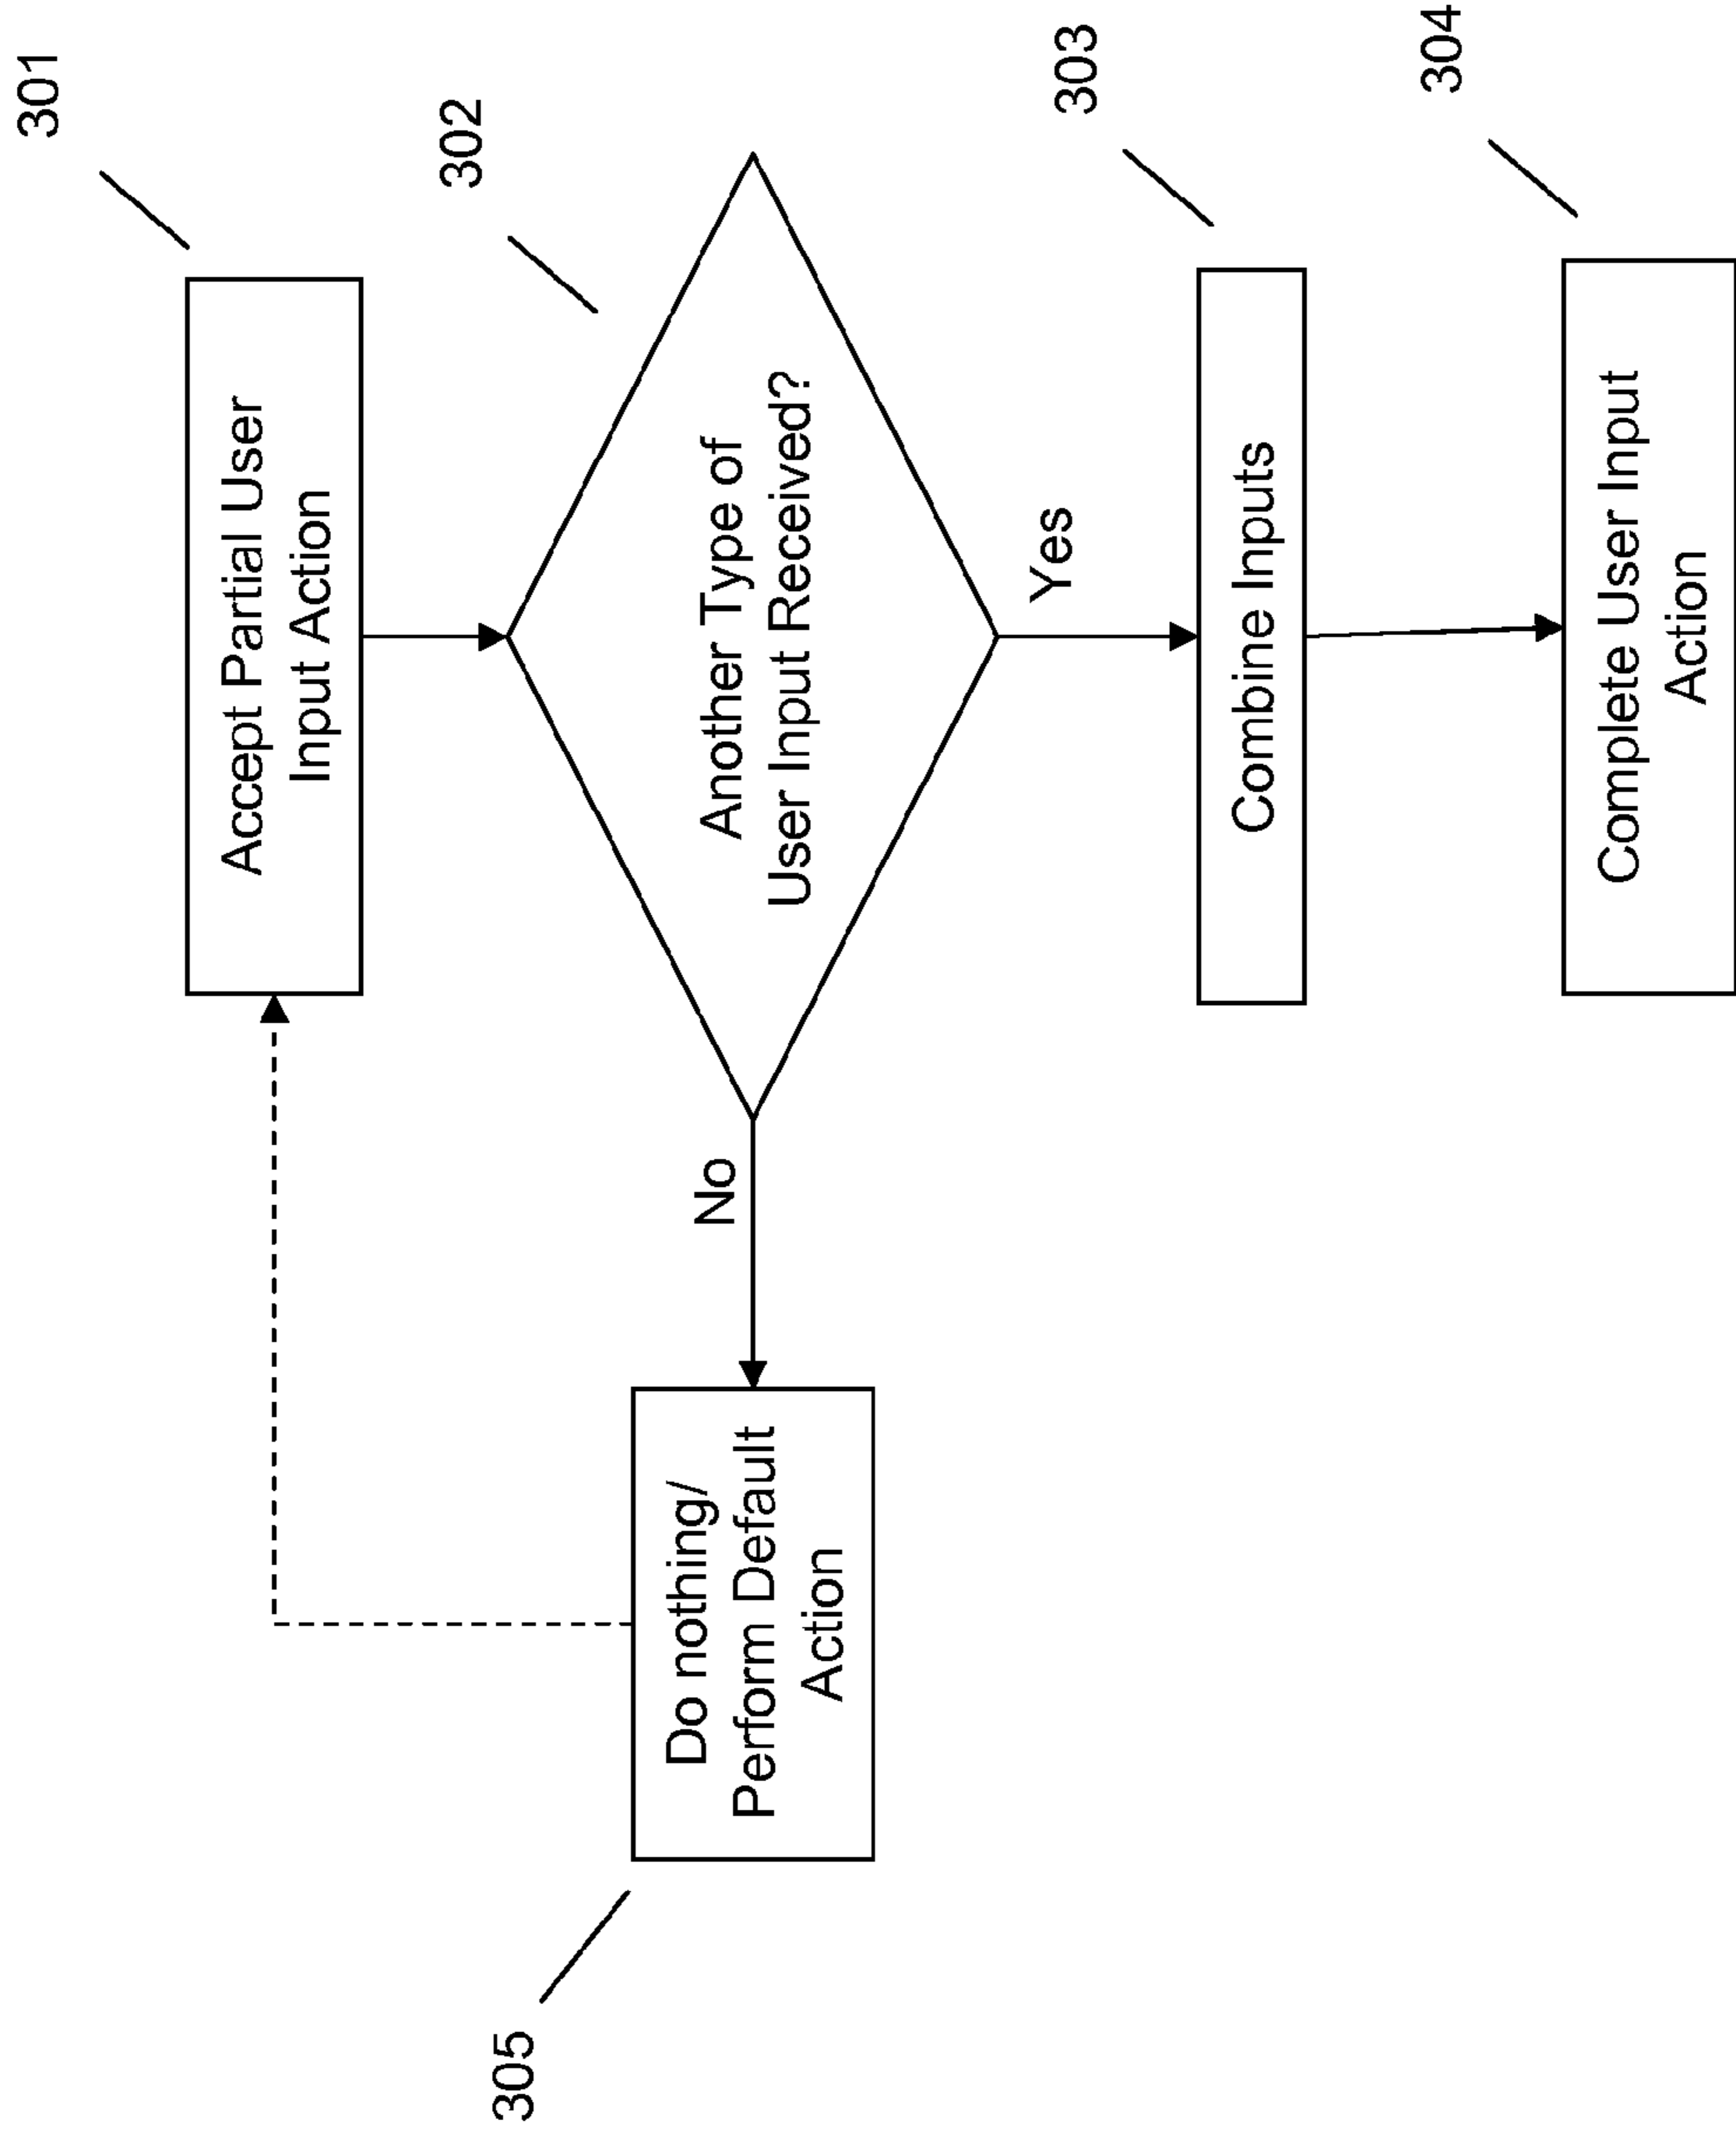 301
Accept Partial User
Input Action
302
Another Type of
User Input Received?
No
Yes
305
Do nothing/
Perform Default
Action
303
Combine Inputs
304
Complete User Input
Action